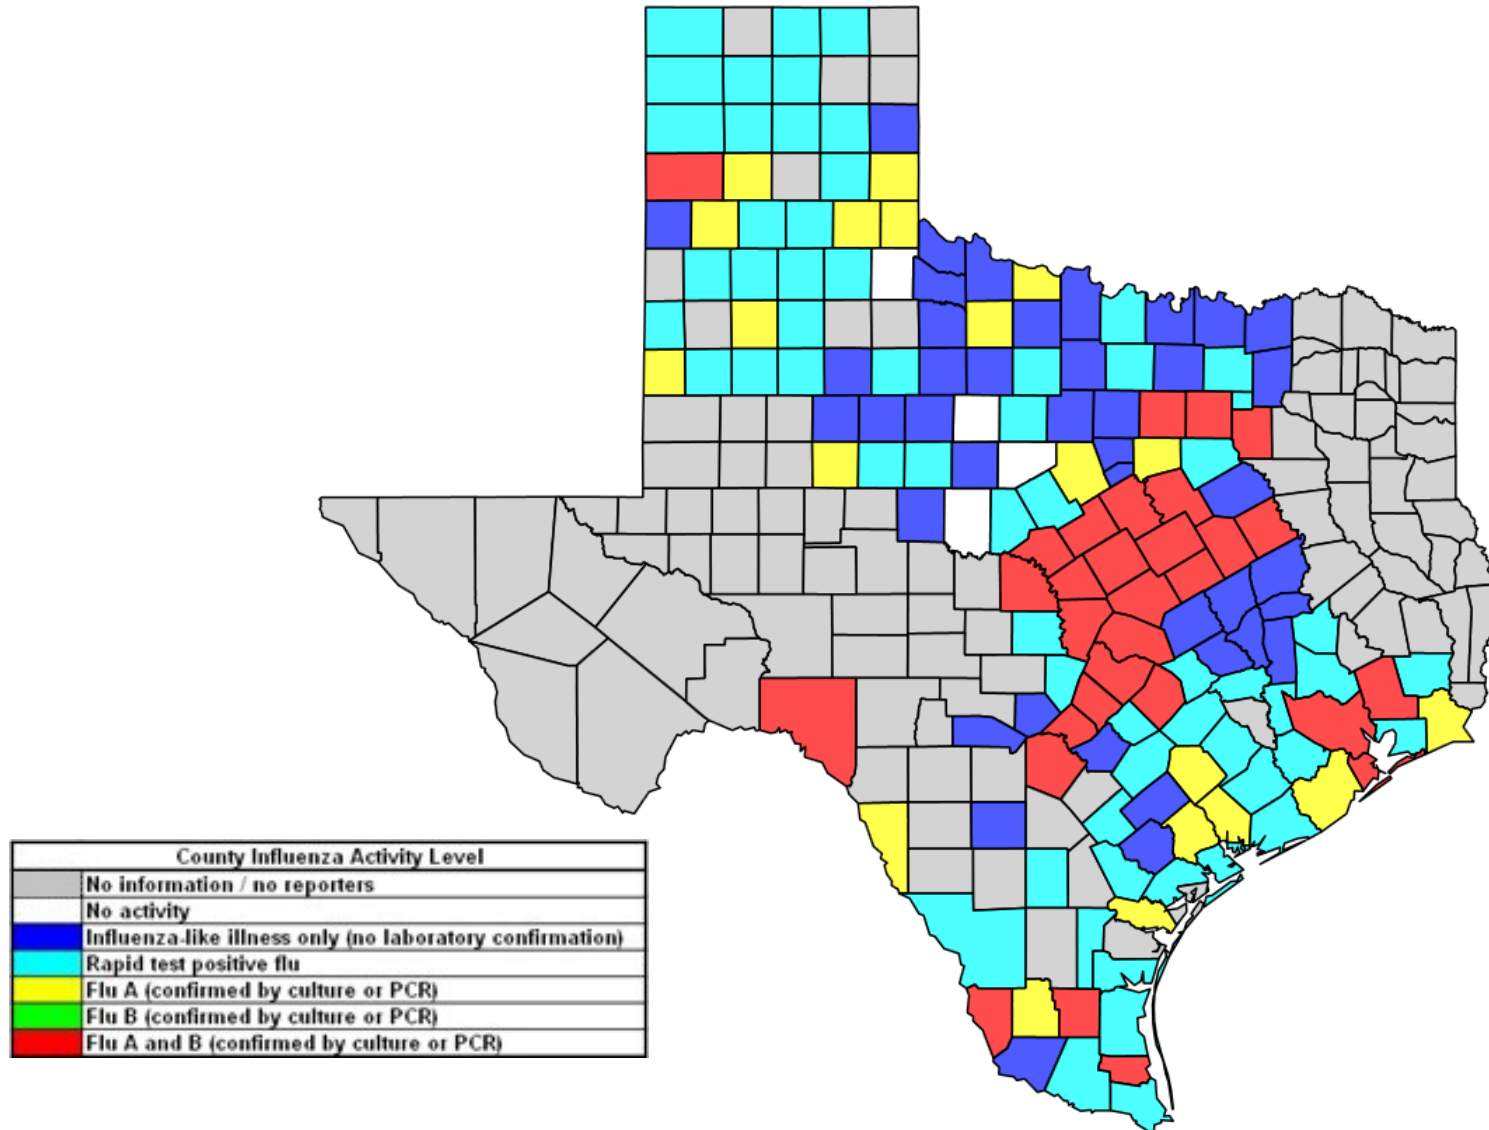 County Influenza Activity Level
No information / no reporters
No activity
Influenza-like illness only (no laboratory confirmation)
Rapid test positive flu
Flu A (confirmed by culture or PCR)
Flu B (confirmed by culture or PCR)
Flu A and B (confirmed by culture or PCR)